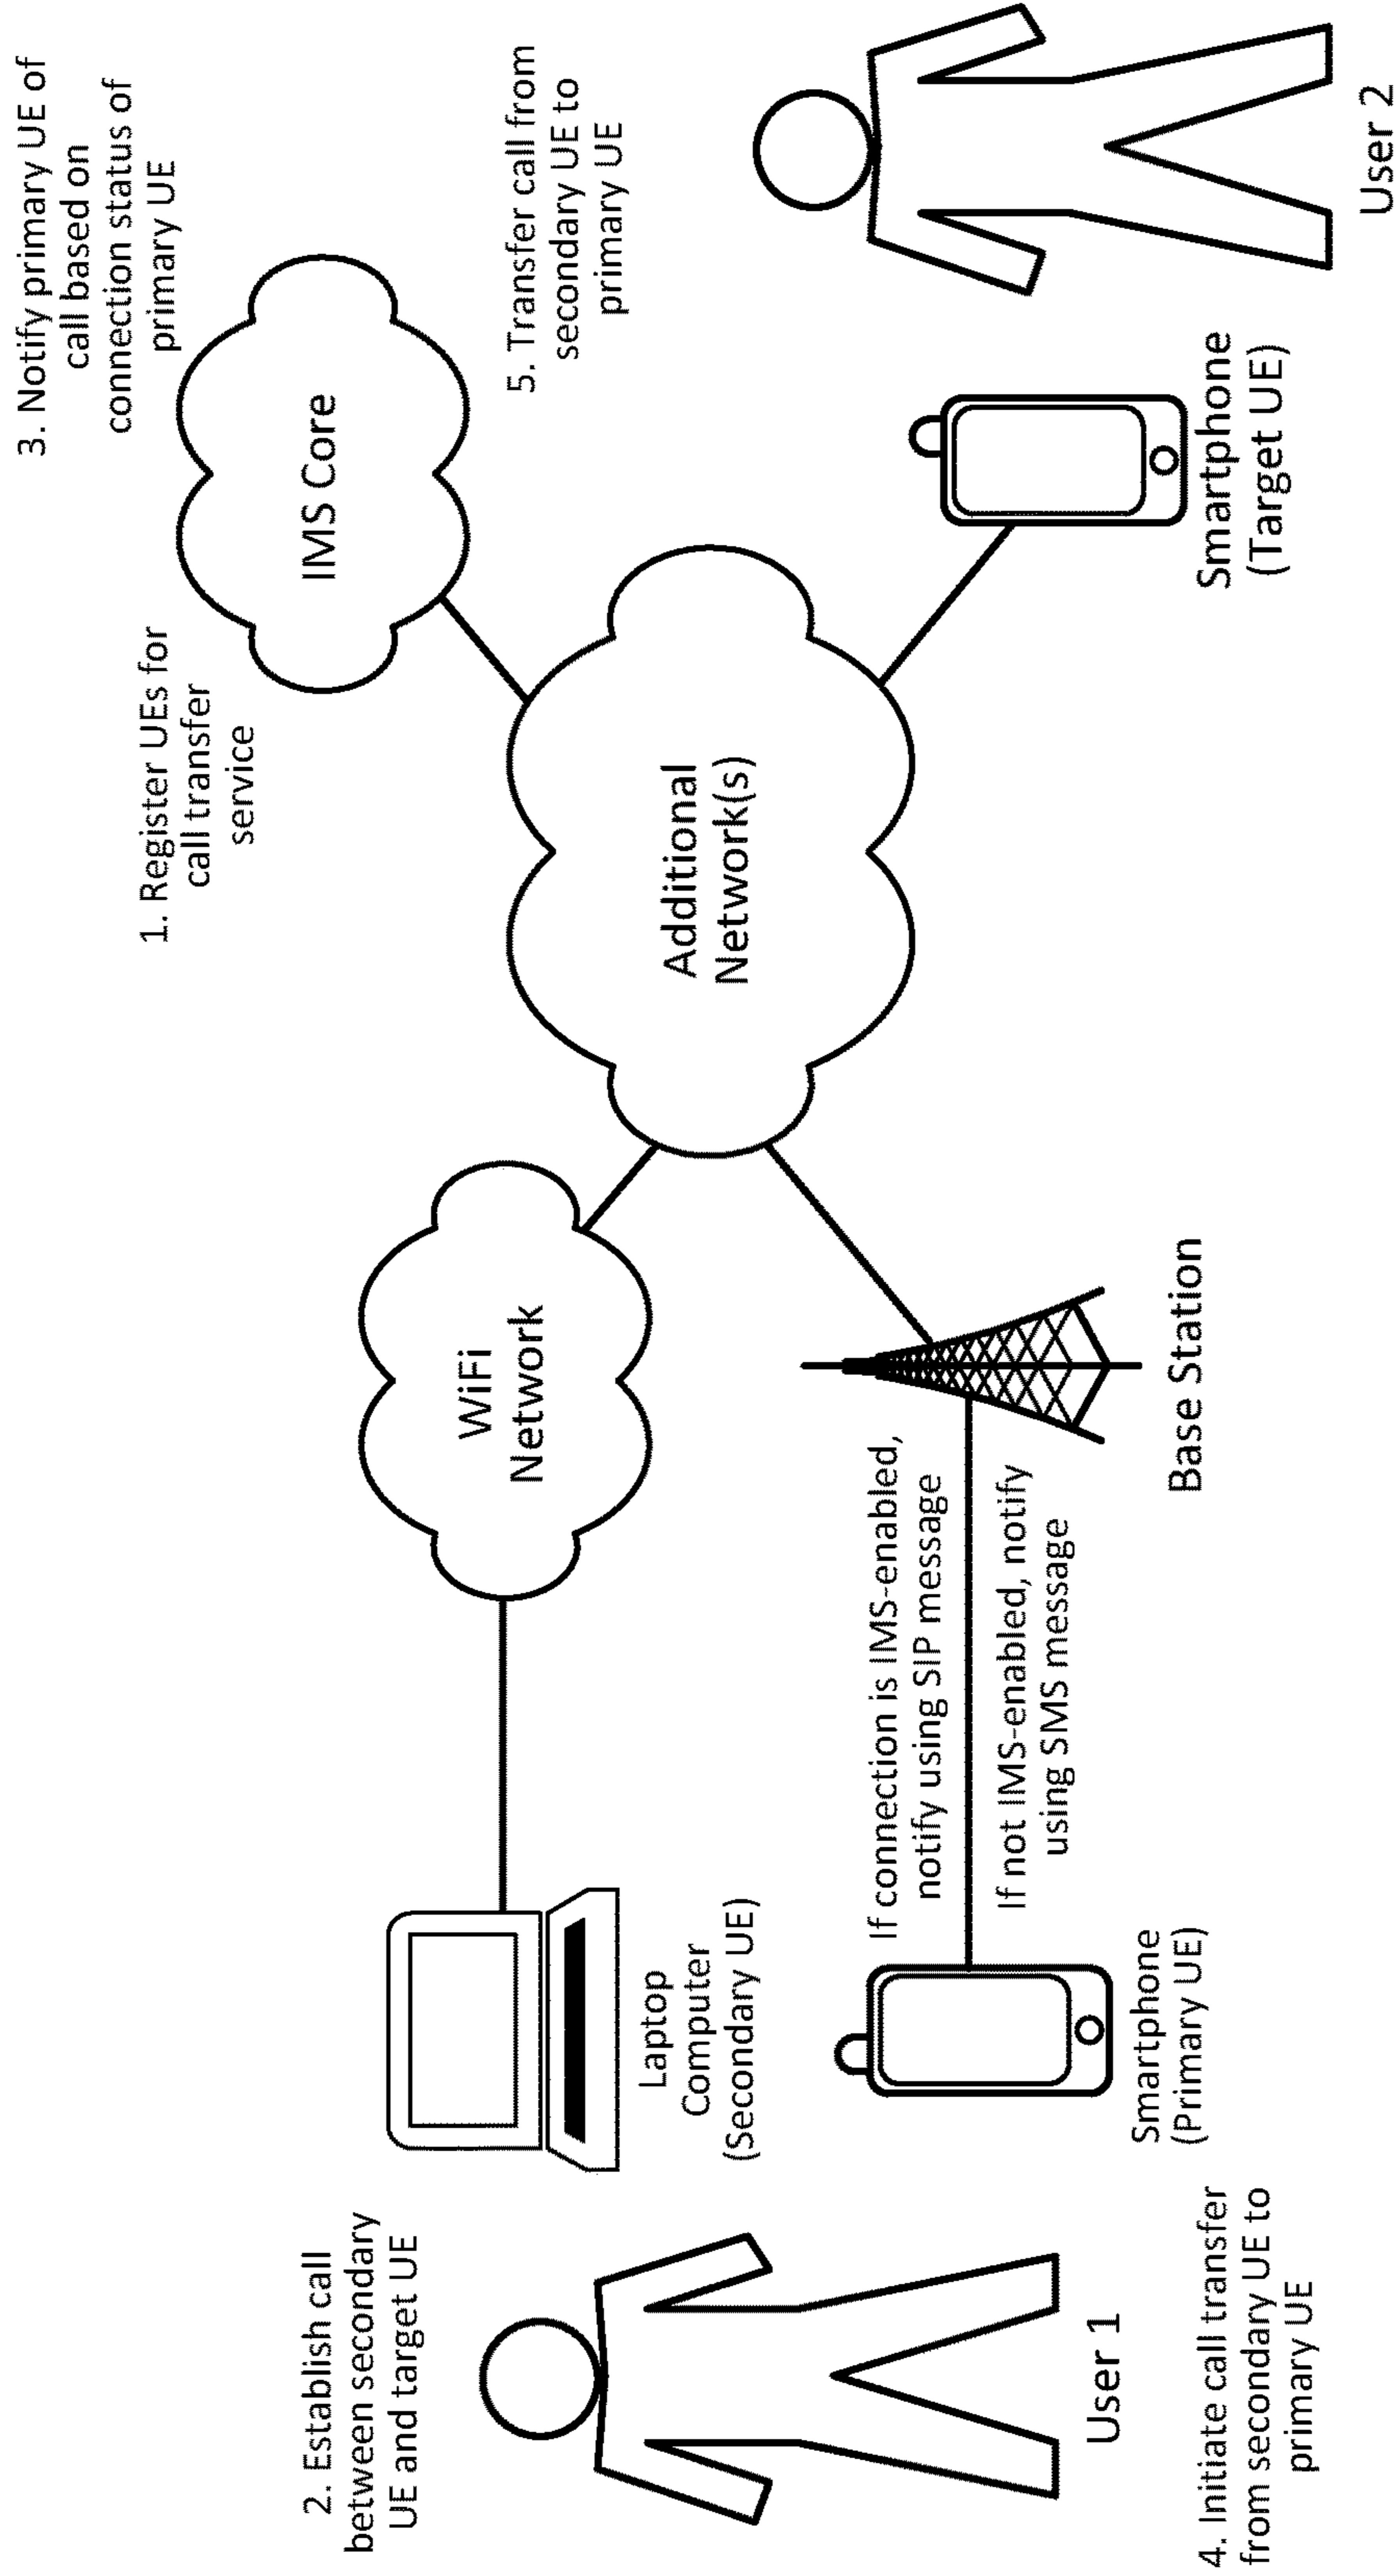 1. Register UEs for
call transfer
service
3. Notify primary UE of
call based on
connection status of
primary UE
IMS Core
5. Transfer call from
secondary UE to
primary UE
2. Establish call
between secondary
UE and target UE
WiFi
Network
Additional
Network(s)
Laptop
Computer
(Secondary UE)
If connection is IMS-enabled,
notify using SIP message
If not IMS-enabled, notify
using SMS message
Smartphone
(Primary UE)
Base Station
Smartphone
(Target UE)
User 1
User 2
4. Initiate call transfer
from secondary UE to
primary UE